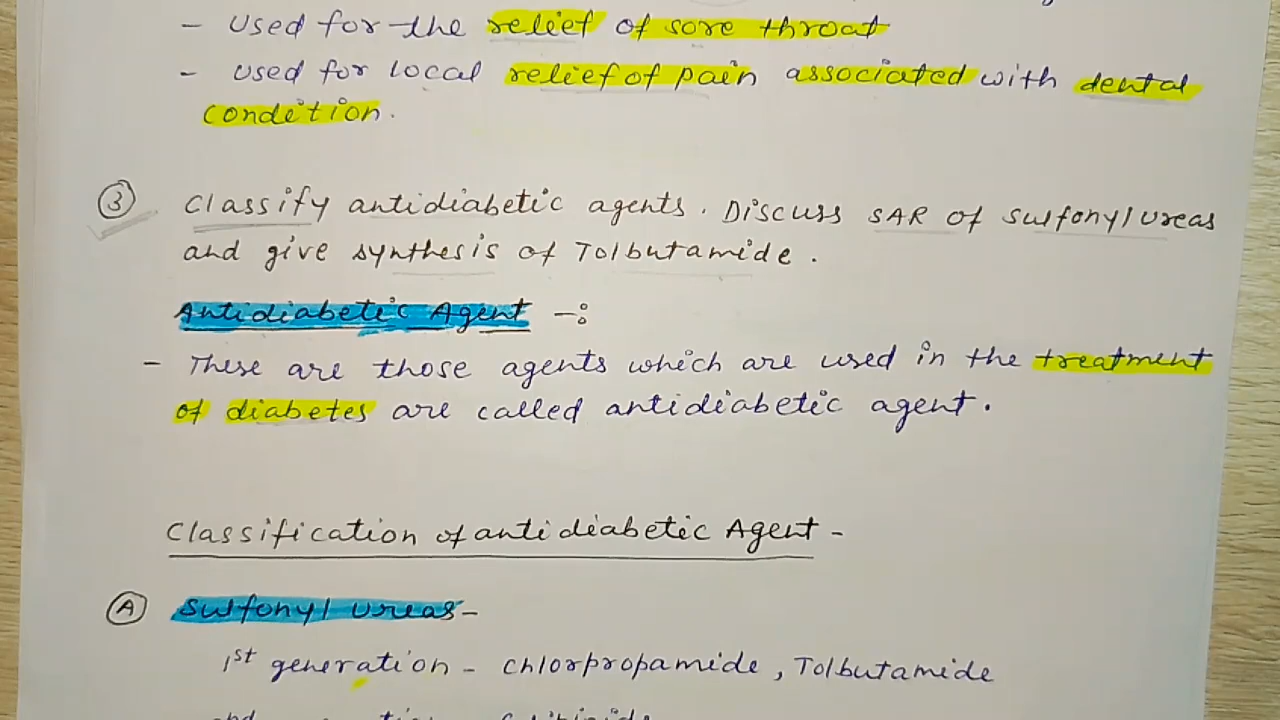 - Used for the relief of sore throat
- Used for local relief of pain associated with dental
condition.
③ Classify antidiabetic agents. Discuss SAR of Sulfonyl Ureas
and give synthesis of Tolbutamide.
Antidiabetic Agent -:
- These are those agents which are used in the treatment
of diabetes are called antidiabetic agent.
Classification of antidiabetic Agent -
Ⓐ Sulfonyl Ureas -
1st generation - Chlorpropamide, Tolbutamide